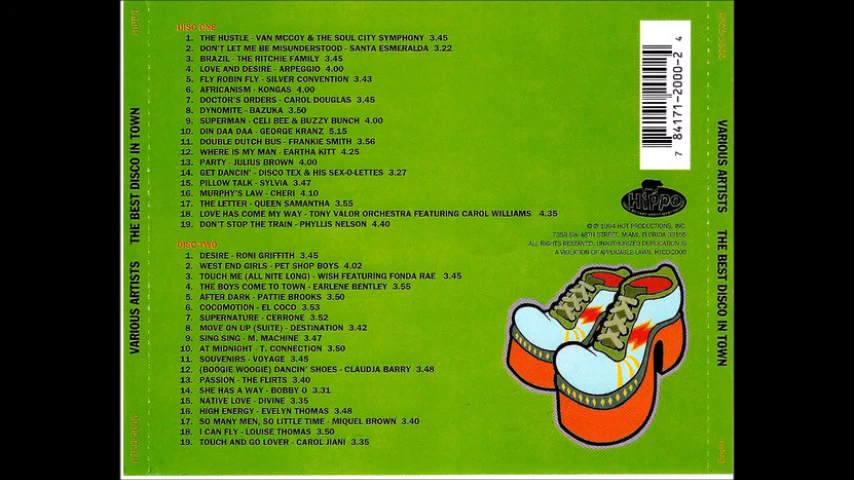 DISC ONE
1. THE HUSTLE - VAN MCCOY & THE SOUL CITY SYMPHONY 3.45
2. DON'T LET ME BE MISUNDERSTOOD - SANTA ESMERALDA 3.22
3. BRAZIL - THE RITCHIE FAMILY 3.45
4. LOVE AND DESIRE - ARPEGGIO 4.00
5. FLY ROBIN FLY - SILVER CONVENTION 3.43
6. AFRICANISM - KONGAS 4.00
7. DOCTOR'S ORDERS - CAROL DOUGLAS 3.45
8. DYNOMITE - BAZUKA 3.50
9. SUPERMAN - CELI BEE & BUZZY BUNCH 4.00
10. DIN DAA DAA - GEORGE KRANZ 5.15
11. DOUBLE DUTCH BUS - FRANKIE SMITH 3.56
12. WHERE IS MY MAN - EARTHA KITT 4.25
13. PARTY - JULIUS BROWN 4.00
14. GET DANCIN' - DISCO TEX & HIS SEX-O-LETTES 3.27
15. PILLOW TALK - SYLVIA 3.47
16. MURPHY'S LAW - CHERI 4.10
17. THE LETTER - QUEEN SAMANTHA 3.55
18. LOVE HAS COME MY WAY - TONY VALOR ORCHESTRA FEATURING CAROL WILLIAMS 4.35
19. DON'T STOP THE TRAIN - PHYLLIS NELSON 4.40
DISC TWO
1. DESIRE - RONI GRIFFITH 3.45
2. WEST END GIRLS - PET SHOP BOYS 4.02
3. TOUCH ME (ALL NITE LONG) - WISH FEATURING FONDA RAE 3.45
4. THE BOYS COME TO TOWN - EARLENE BENTLEY 3.55
5. AFTER DARK - PATTIE BROOKS 3.50
6. COCOMOTION - EL COCO 3.53
7. SUPERNATURE - CERRONE 3.52
8. MOVE ON UP (SUITE) - DESTINATION 3.42
9. SING SING - M. MACHINE 3.47
10. AT MIDNIGHT - T. CONNECTION 3.50
11. SOUVENIRS - VOYAGE 3.45
12. (BOOGIE WOOGIE) DANCIN' SHOES - CLAUDJA BARRY 3.48
13. PASSION - THE FLIRTS 3.40
14. SHE HAS A WAY - BOBBY O 3.31
15. NATIVE LOVE - DIVINE 3.35
16. HIGH ENERGY - EVELYN THOMAS 3.48
17. SO MANY MEN, SO LITTLE TIME - MIQUEL BROWN 3.40
18. I CAN FLY - LOUISE THOMAS 3.50
19. TOUCH AND GO LOVER - CAROL JIANI 3.35
VARIOUS ARTISTS THE BEST DISCO IN TOWN
7 84171-2000-2 4
HIPPO
© ℗ 1994 HOT PRODUCTIONS, INC.
ALL RIGHTS RESERVED. UNAUTHORIZED DUPLICATION IS
A VIOLATION OF APPLICABLE LAWS. HTCD 2000
VARIOUS ARTISTS THE BEST DISCO IN TOWN